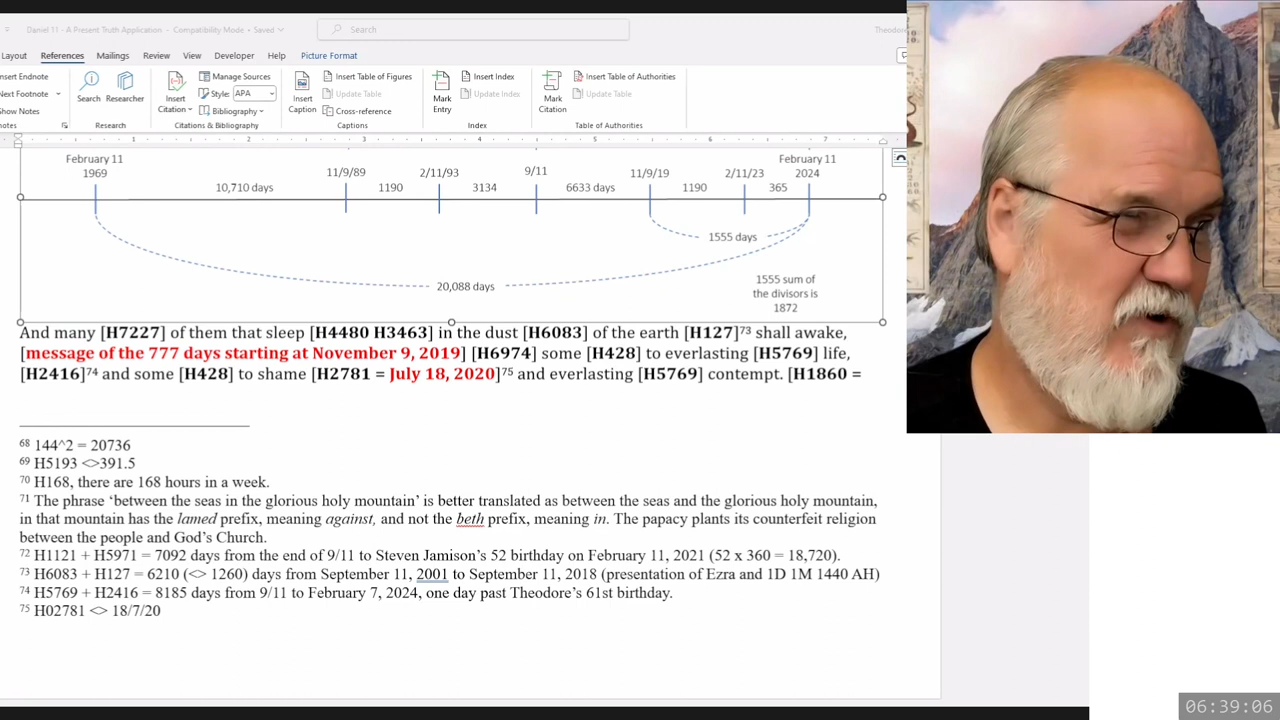 Daniel 11 - A Present Truth Application - Compatibility Mode • Saved
Search
Theodore
Layout References Mailings Review View Developer Help Picture Format
nsert Endnote
Next Footnote
how Notes
otes
Search
Researcher
Research
Insert
Citation
Manage Sources
Style: APA
Bibliography
Citations & Bibliography
Insert
Caption
Insert Table of Figures
Update Table
Cross-reference
Captions
Mark
Entry
Insert Index
Update Index
Index
Mark
Citation
Insert Table of Authorities
Update Table
Table of Authorities
1 2 3 4 5 6 7
February 11
1969
11/9/89
2/11/93
9/11
11/9/19
2/11/23
February 11
2024
10,710 days
1190
3134
6633 days
1190
365
1555 days
20,088 days
1555 sum of
the divisors is
1872
And many [H7227] of them that sleep [H4480 H3463] in the dust [H6083] of the earth [H127]73 shall awake,
[message of the 777 days starting at November 9, 2019] [H6974] some [H428] to everlasting [H5769] life,
[H2416]74 and some [H428] to shame [H2781 = July 18, 2020]75 and everlasting [H5769] contempt. [H1860 =
68 144^2 = 20736
69 H5193 <>391.5
70 H168, there are 168 hours in a week.
71 The phrase ‘between the seas in the glorious holy mountain’ is better translated as between the seas and the glorious holy mountain,
in that mountain has the lamed prefix, meaning against, and not the beth prefix, meaning in. The papacy plants its counterfeit religion
between the people and God’s Church.
72 H1121 + H5971 = 7092 days from the end of 9/11 to Steven Jamison’s 52 birthday on February 11, 2021 (52 x 360 = 18,720).
73 H6083 + H127 = 6210 (<> 1260) days from September 11, 2001 to September 11, 2018 (presentation of Ezra and 1D 1M 1440 AH)
74 H5769 + H2416 = 8185 days from 9/11 to February 7, 2024, one day past Theodore’s 61st birthday.
75 H02781 <> 18/7/20
06:39:06